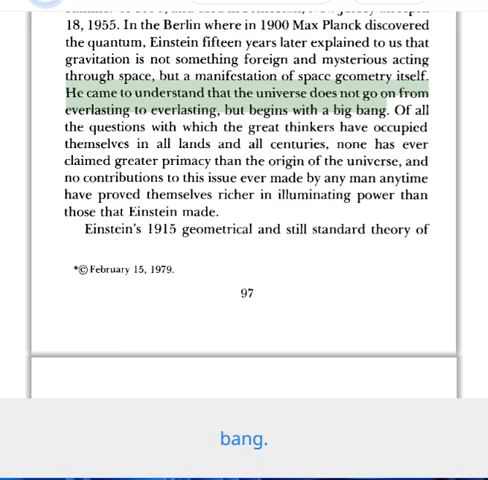 18, 1955. In the Berlin where in 1900 Max Planck discovered
the quantum, Einstein fifteen years later explained to us that
gravitation is not something foreign and mysterious acting
through space, but a manifestation of space geometry itself.
He came to understand that the universe does not go on from
everlasting to everlasting, but begins with a big bang. Of all
the questions with which the great thinkers have occupied
themselves in all lands and all centuries, none has ever
claimed greater primacy than the origin of the universe, and
no contributions to this issue ever made by any man anytime
have proved themselves richer in illuminating power than
those that Einstein made.
Einstein's 1915 geometrical and still standard theory of
*© February 15, 1979.
97
bang.